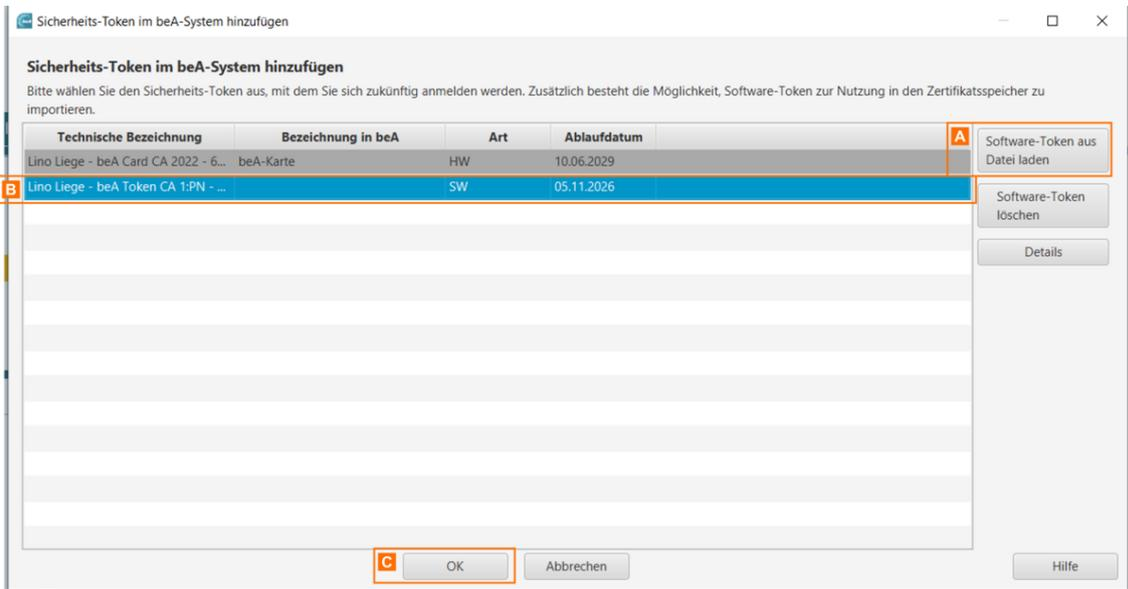 Sicherheits-Token im beA-System hinzufügen
Sicherheits-Token im beA-System hinzufügen
Bitte wählen Sie den Sicherheits-Token aus, mit dem Sie sich zukünftig anmelden werden. Zusätzlich besteht die Möglichkeit, Software-Token zur Nutzung in den Zertifikatsspeicher zu
importieren.
Technische Bezeichnung Bezeichnung in beA Art Ablaufdatum
Lino Liege - beA Card CA 2022 - 6... beA-Karte HW 10.06.2029
B Lino Liege - beA Token CA 1:PN - ... SW 05.11.2026
A Software-Token aus
Datei laden
Software-Token
löschen
Details
C OK Abbrechen Hilfe